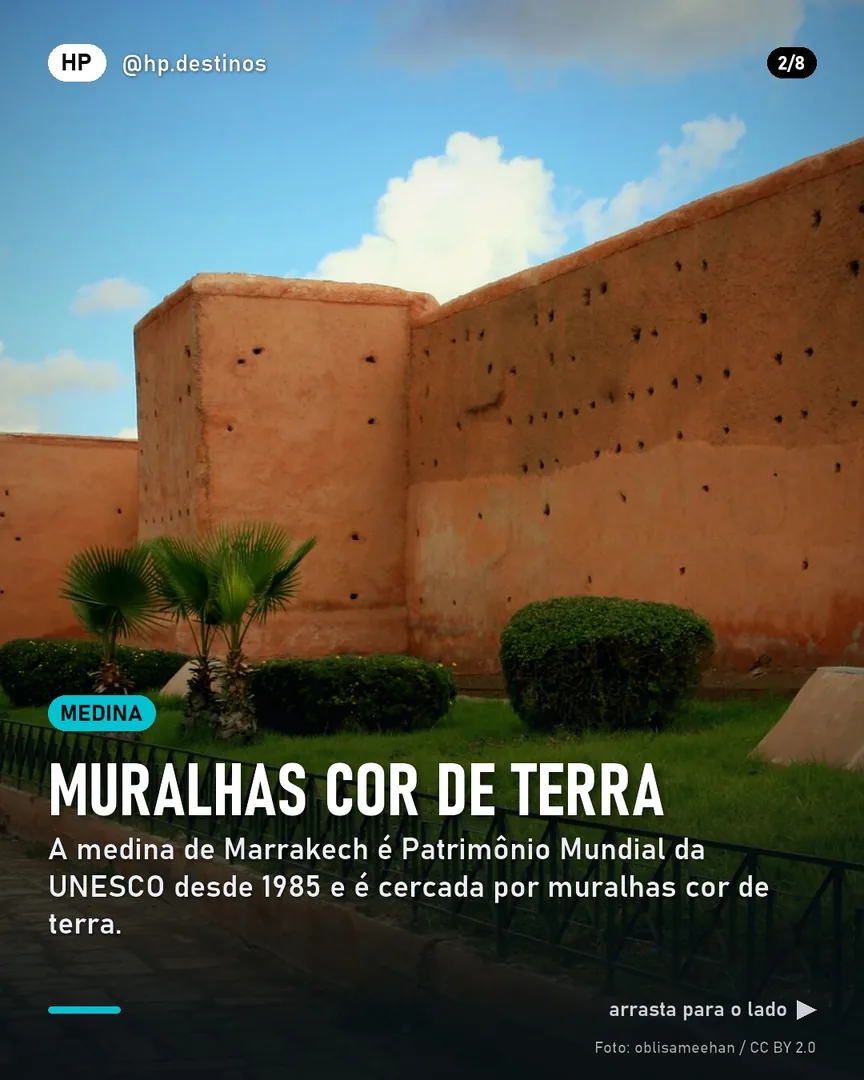 HP @hp.destinos 2/8
MEDINA
MURALHAS COR DE TERRA
A medina de Marrakech é Patrimônio Mundial da
UNESCO desde 1985 e é cercada por muralhas cor de
terra.
arrasta para o lado ▶
Foto: oblisameehan / CC BY 2.0